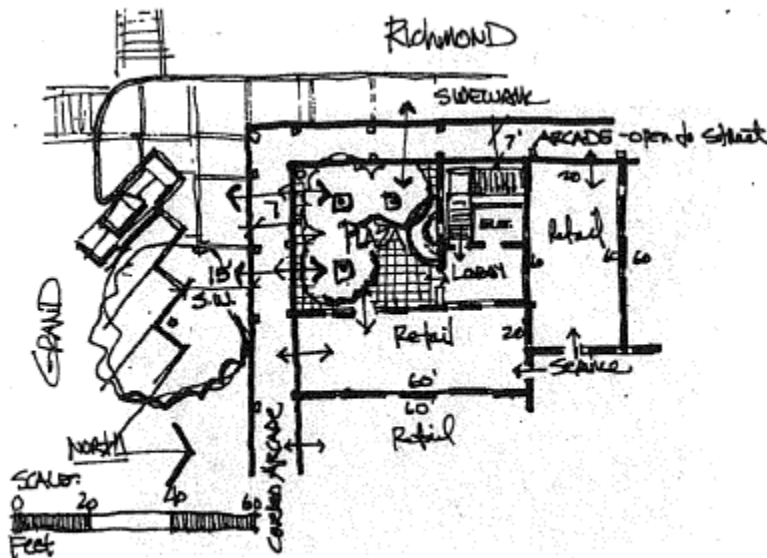 RICHMOND
SIDEWALK
7'
ARCADE - open to Street
20
Retail
60
7
PLAZA
ELEV.
LOBBY
15'
S.W.
GRAND
Retail
20
Service
60'
60'
Retail
NORTH
COVERED ARCADE
SCALE:
0 20 40 60
Feet